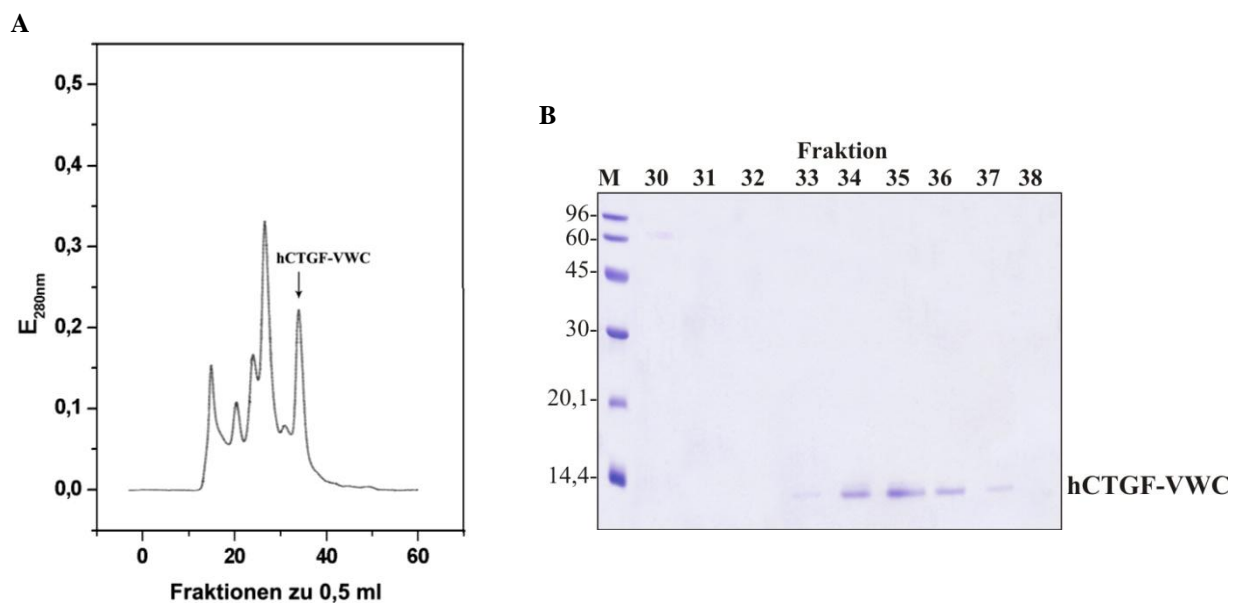 A
0,5
0,4
0,3
0,2
0,1
0,0
E280nm
hCTGF-VWC
0 20 40 60
Fraktionen zu 0,5 ml
B
Fraktion
M 30 31 32 33 34 35 36 37 38
96-
60-
45-
30-
20,1-
14,4-
hCTGF-VWC